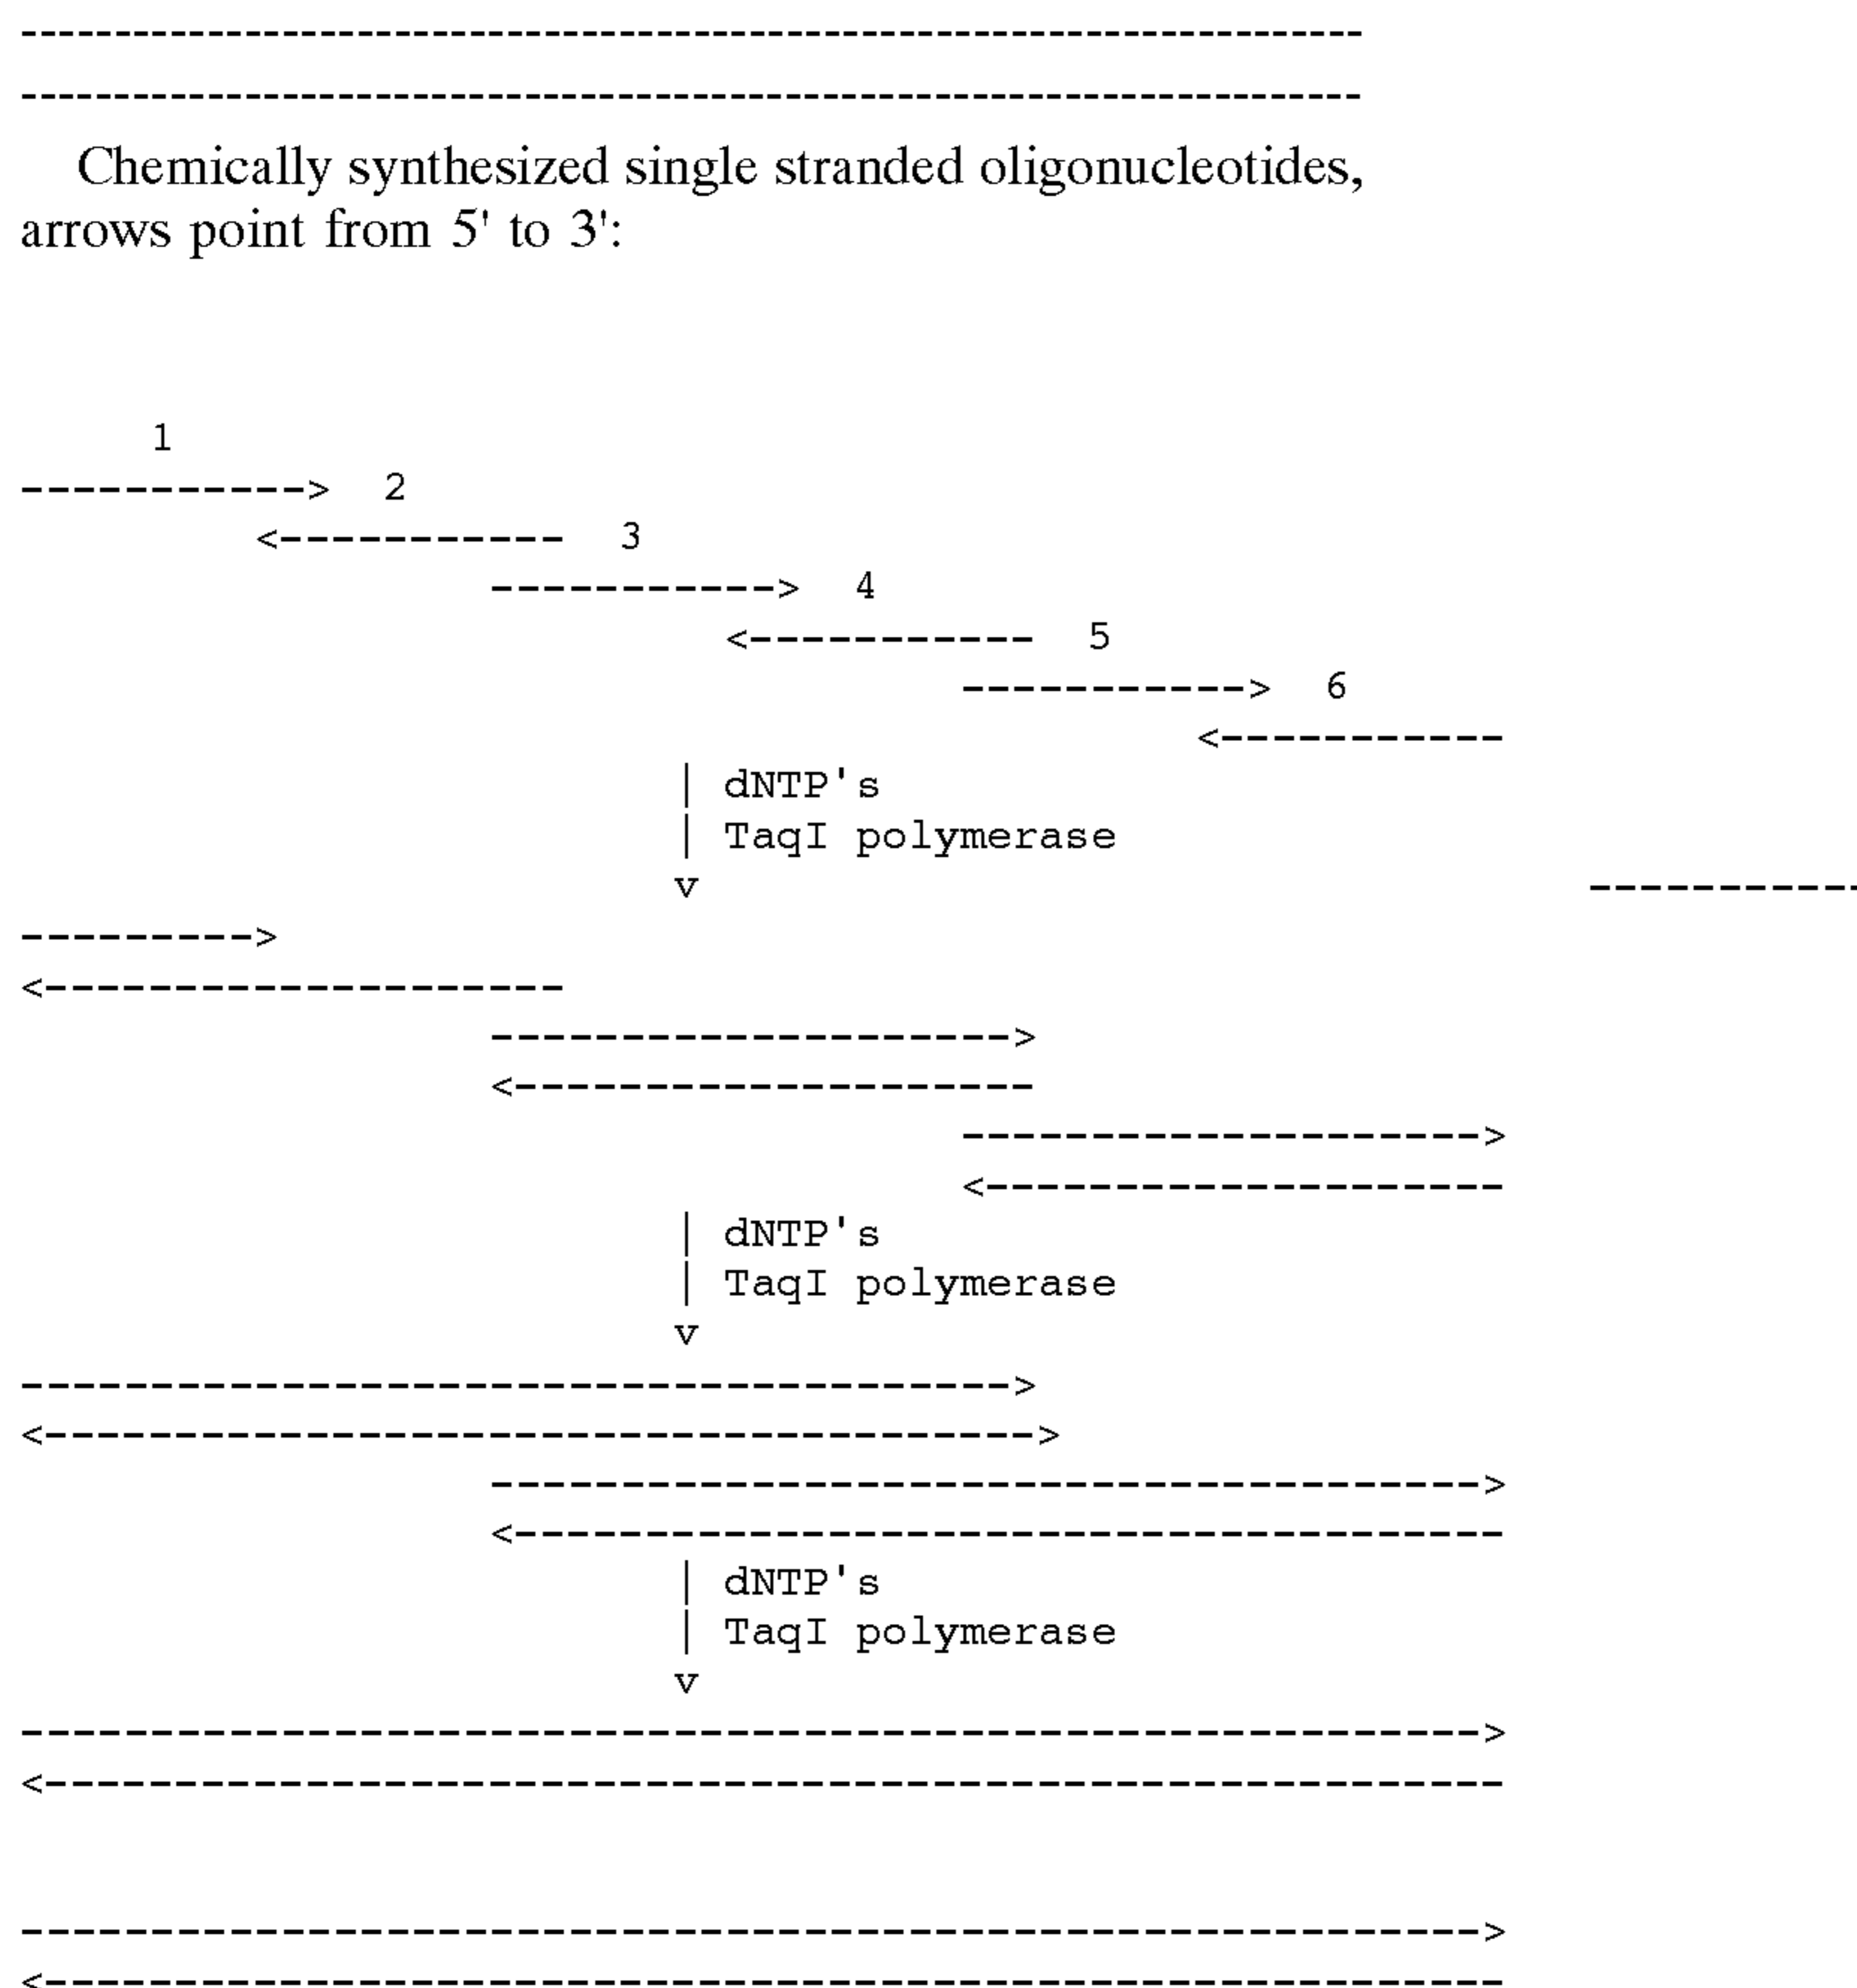 ------------------------------------------------------------------------
------------------------------------------------------------------------
Chemically synthesized single stranded oligonucleotides,
arrows point from 5' to 3':
1
-----------> 2
<----------- 3
-----------> 4
<----------- 5
-----------> 6
<-----------
| dNTP's
| TaqI polymerase
v -----------
--------->
<--------------------
-------------------->
<--------------------
-------------------->
<--------------------
| dNTP's
| TaqI polymerase
v
-------------------------------------->
<-------------------------------------->
-------------------------------------->
<--------------------------------------
| dNTP's
| TaqI polymerase
v
-------------------------------------------------------->
<--------------------------------------------------------
-------------------------------------------------------->
<--------------------------------------------------------